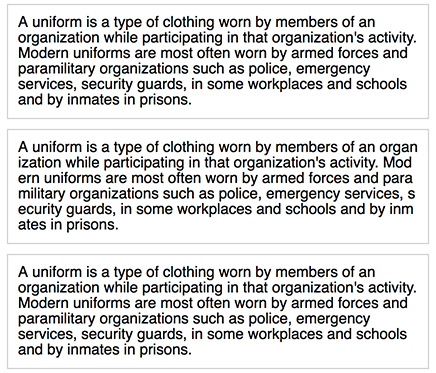 A uniform is a type of clothing worn by members of an
organization while participating in that organization's activity.
Modern uniforms are most often worn by armed forces and
paramilitary organizations such as police, emergency
services, security guards, in some workplaces and schools
and by inmates in prisons.
A uniform is a type of clothing worn by members of an organ
ization while participating in that organization's activity. Mod
ern uniforms are most often worn by armed forces and para
military organizations such as police, emergency services, s
ecurity guards, in some workplaces and schools and by inm
ates in prisons.
A uniform is a type of clothing worn by members of an
organization while participating in that organization's activity.
Modern uniforms are most often worn by armed forces and
paramilitary organizations such as police, emergency
services, security guards, in some workplaces and schools
and by inmates in prisons.